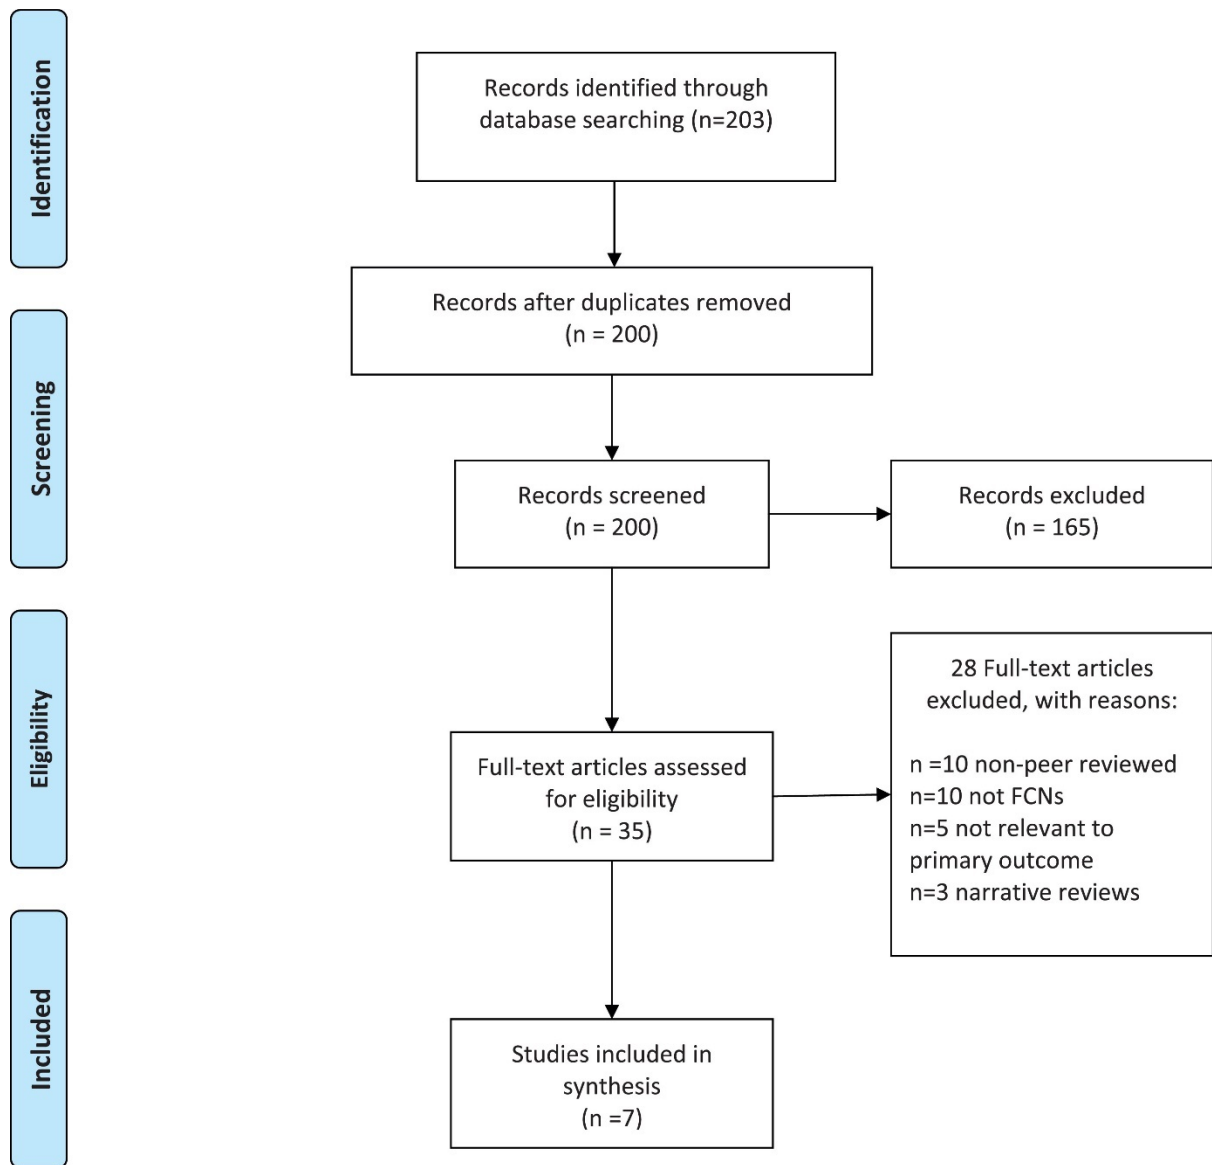 Identification
Records identified through
database searching (n=203)
Records after duplicates removed
(n = 200)
Screening
Records screened
(n = 200)
Records excluded
(n = 165)
Eligibility
Full-text articles assessed
for eligibility
(n = 35)
28 Full-text articles
excluded, with reasons:
n =10 non-peer reviewed
n=10 not FCNs
n=5 not relevant to
primary outcome
n=3 narrative reviews
Included
Studies included in
synthesis
(n =7)